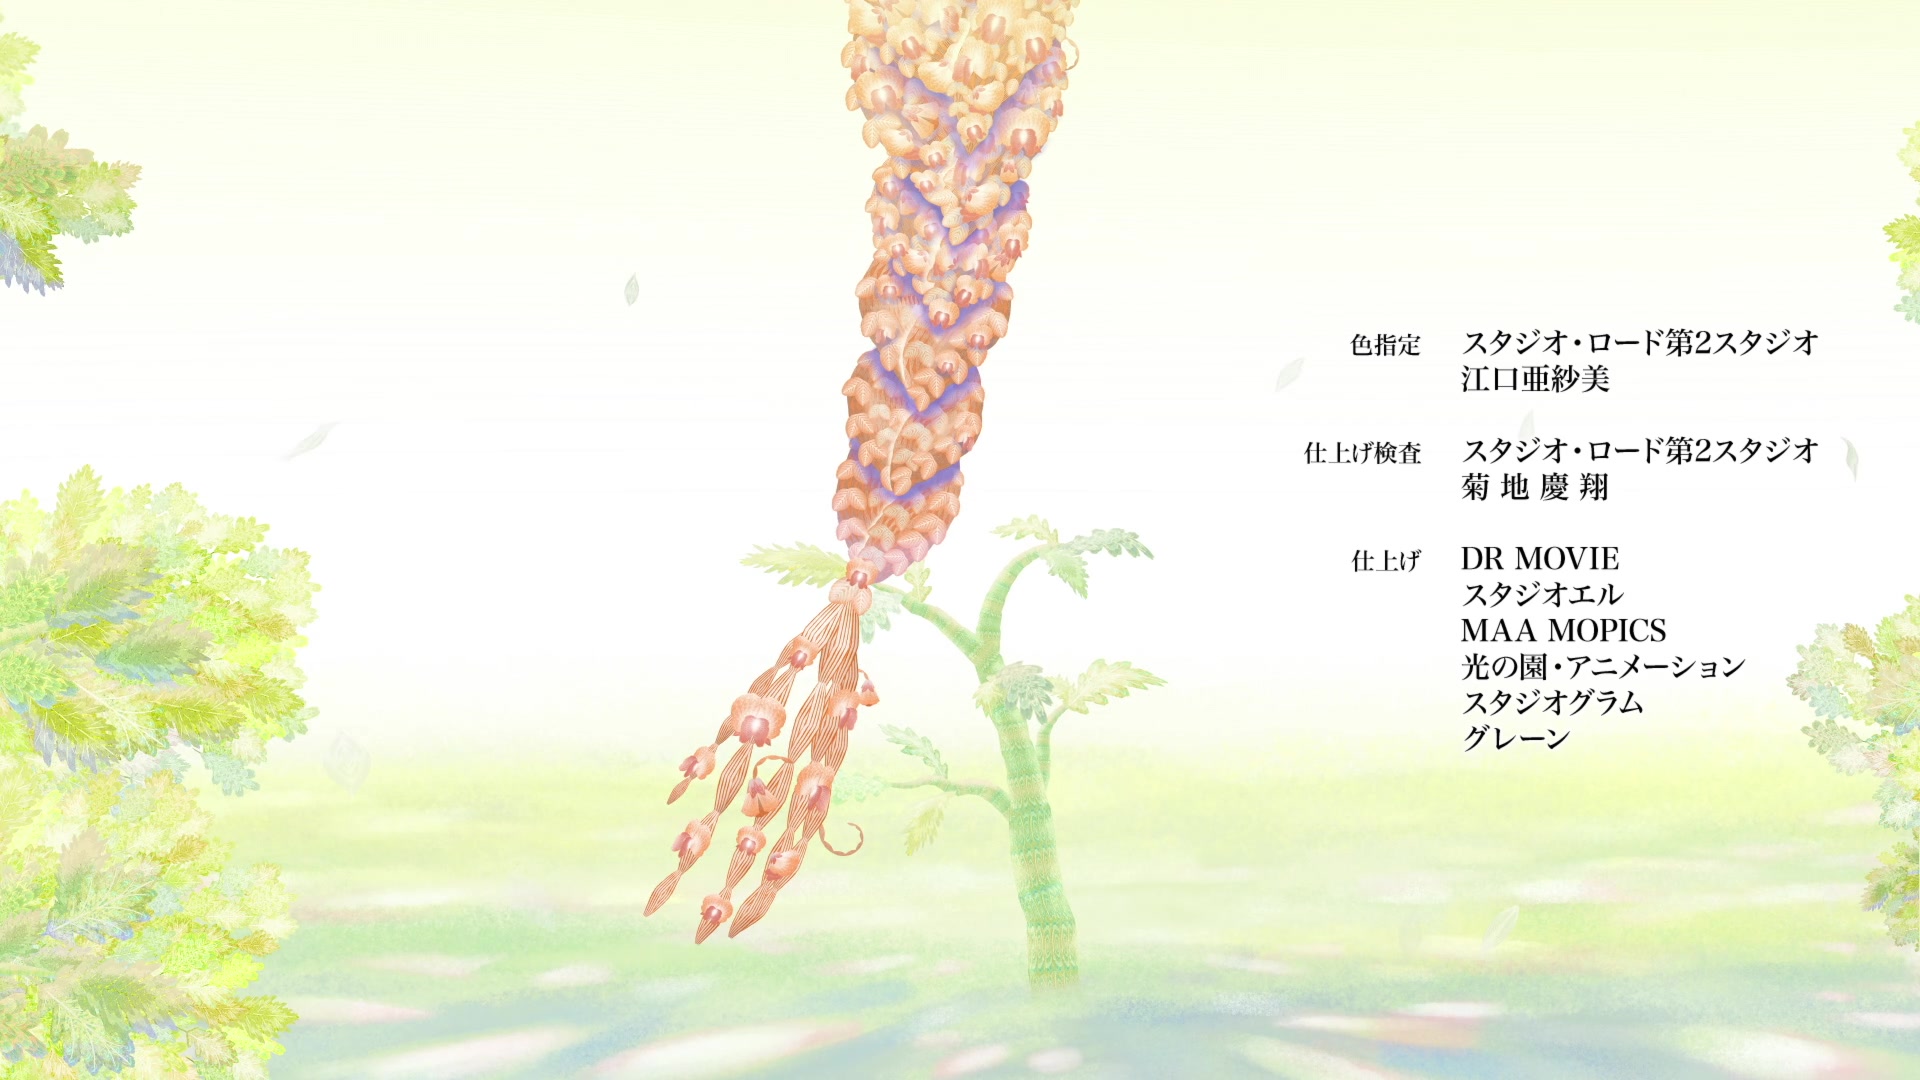 色指定 スタジオ・ロード第2スタジオ
江口亜紗美
仕上げ検査 スタジオ・ロード第2スタジオ
菊地慶翔
仕上げ DR MOVIE
スタジオエル
MAA MOPICS
光の園・アニメーション
スタジオグラム
グレーン